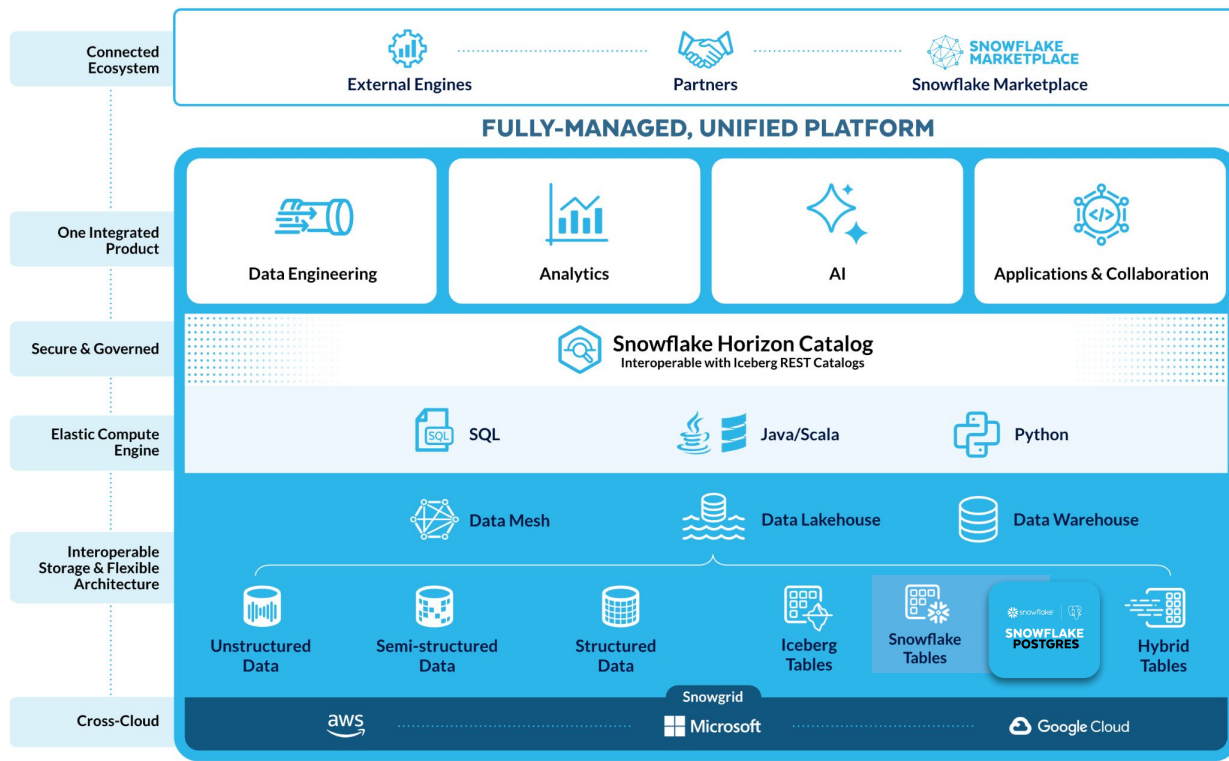 Connected
Ecosystem
External Engines
Partners
SNOWFLAKE
MARKETPLACE
Snowflake Marketplace
FULLY-MANAGED, UNIFIED PLATFORM
One Integrated
Product
Data Engineering
Analytics
AI
</>
Applications & Collaboration
Secure & Governed
Snowflake Horizon Catalog
Interoperable with Iceberg REST Catalogs
Elastic Compute
Engine
SQL
SQL
Java/Scala
Python
Interoperable
Storage & Flexible
Architecture
Data Mesh
Data Lakehouse
Data Warehouse
Unstructured
Data
Semi-structured
Data
Structured
Data
Iceberg
Tables
Snowflake
Tables
snowflake
SNOWFLAKE
POSTGRES
Hybrid
Tables
Cross-Cloud
Snowgrid
aws
Microsoft
Google Cloud